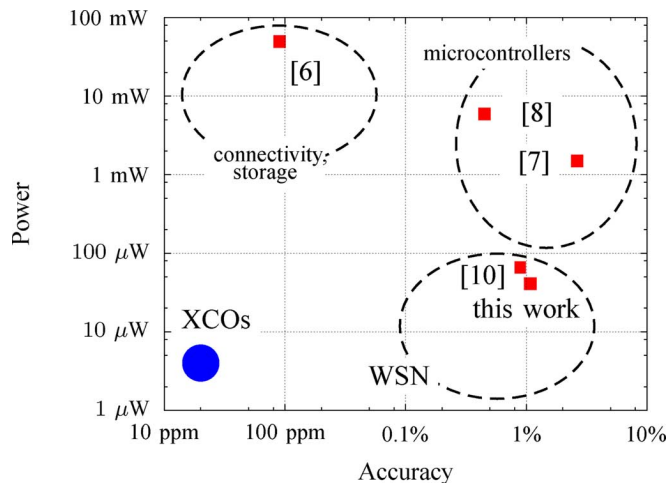 100 mW
microcontrollers
[6]
10 mW
[8]
connectivity,
storage
[7]
1 mW
Power
100 μW
[10]
this work
XCOs
10 μW
WSN
1 μW
10 ppm 100 ppm 0.1% 1% 10%
Accuracy